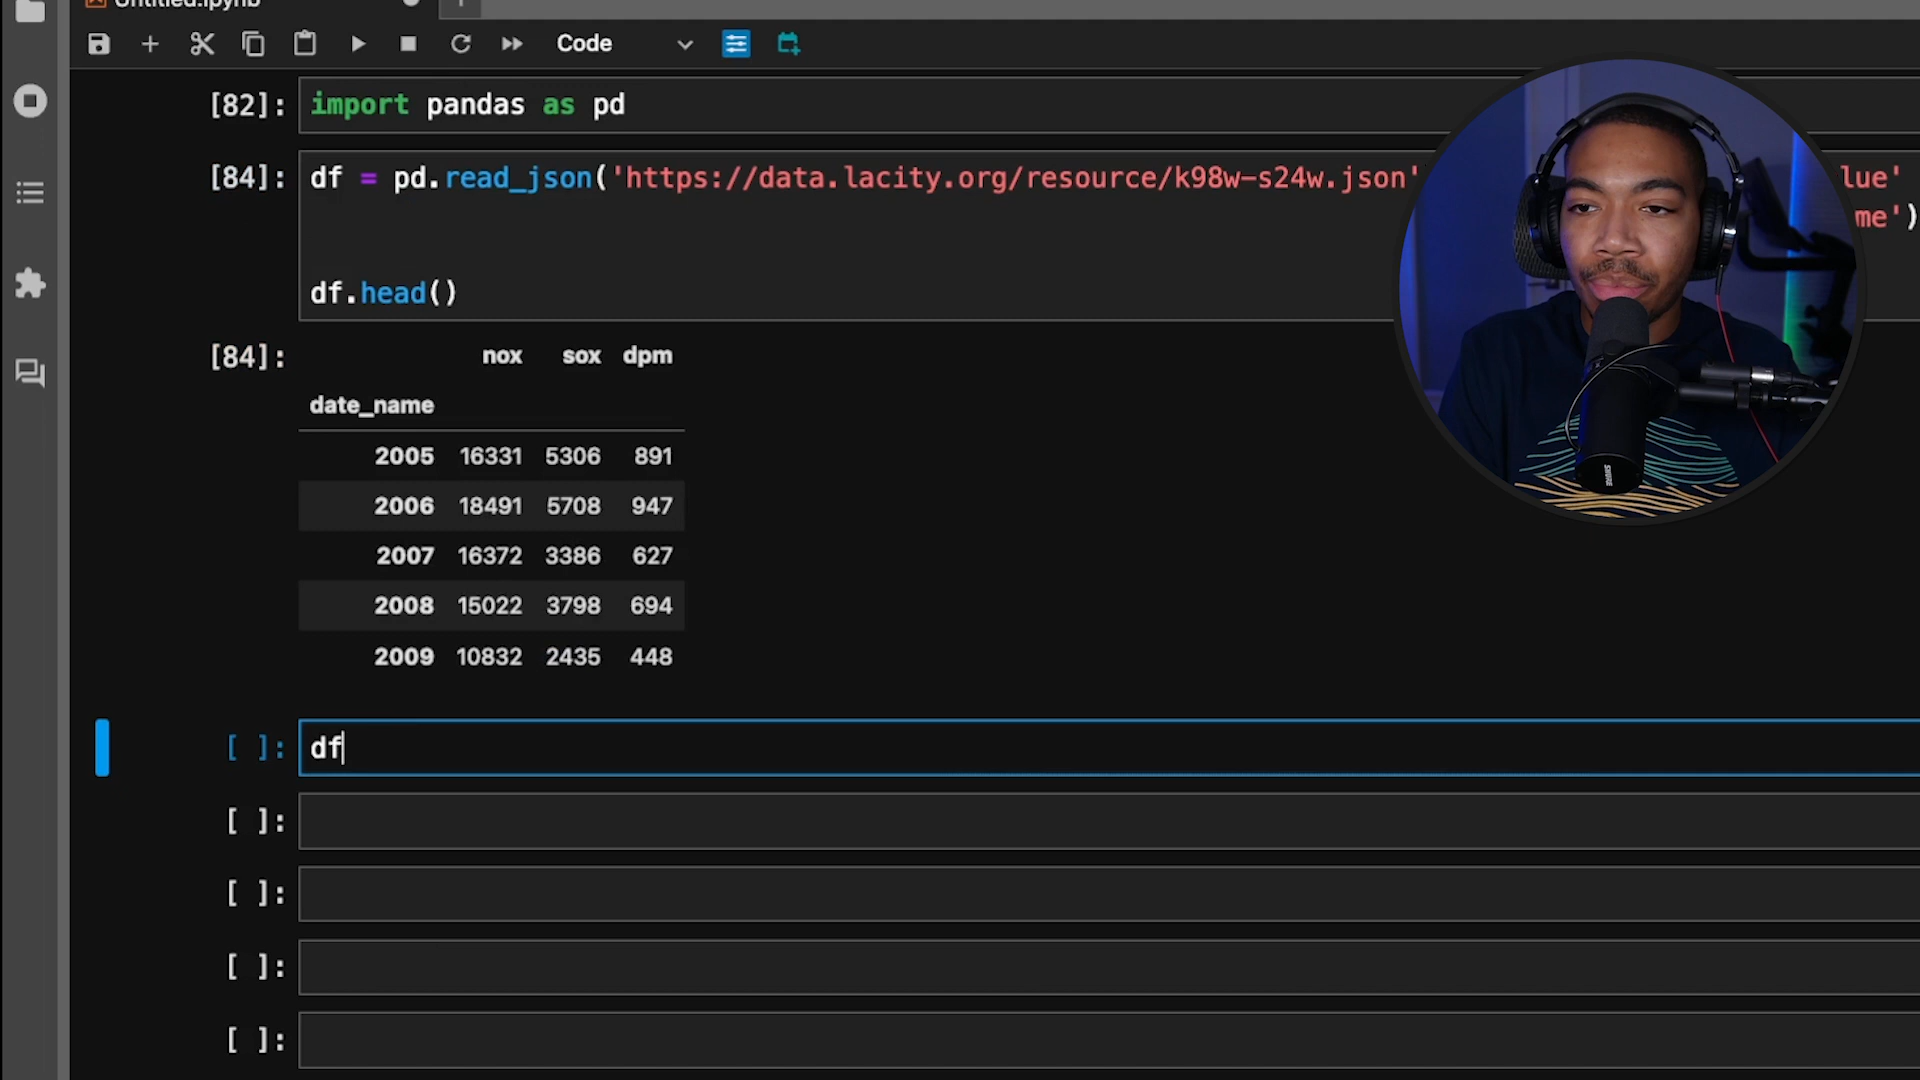 Untitled.ipynb
Code
[82]: import pandas as pd
[84]: df = pd.read_json('https://data.lacity.org/resource/k98w-s24w.json' lue'
me')
df.head()
[84]: nox sox dpm
date_name
2005 16331 5306 891
2006 18491 5708 947
2007 16372 3386 627
2008 15022 3798 694
2009 10832 2435 448
[ ]: df
[ ]:
[ ]:
[ ]:
[ ]:
SHURE